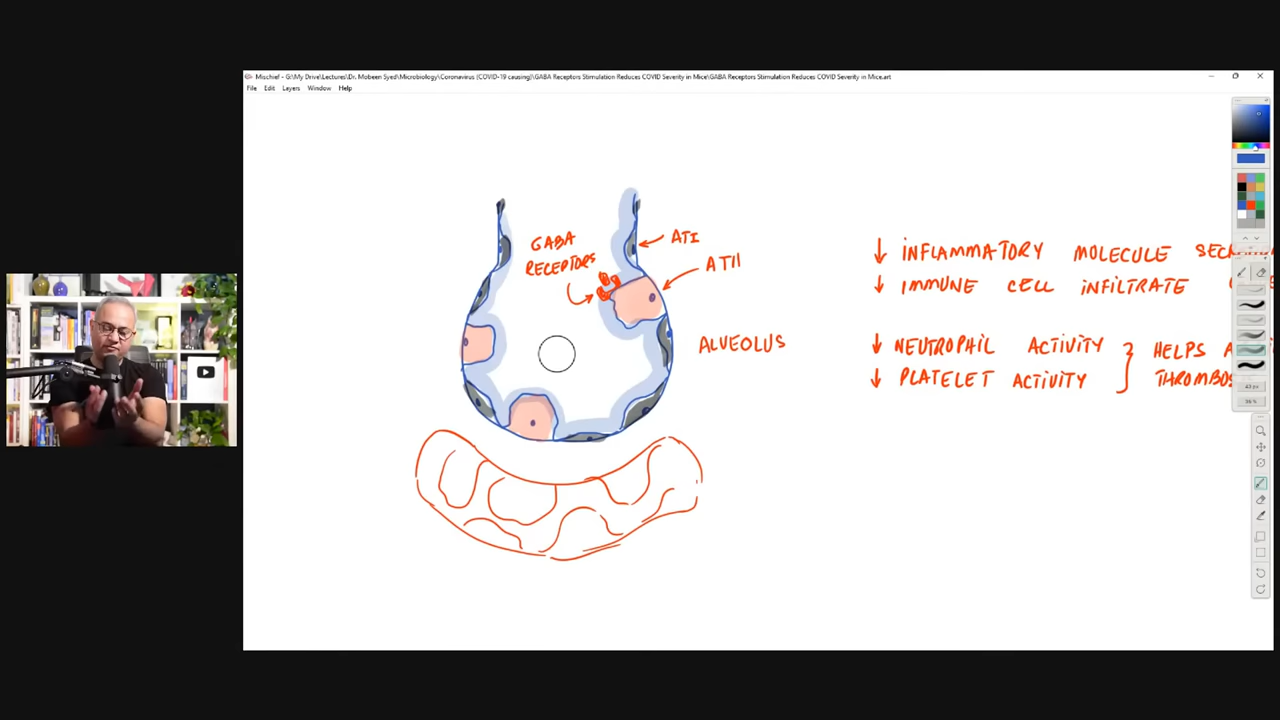 Mischief - G:\My Drive\Lectures\Dr. Mobeen Syed\Microbiology\Coronavirus (COVID-19 causing)\GABA Receptors Stimulation Reduces COVID Severity in Mice\GABA Receptors Stimulation Reduces COVID Severity in Mice.art
File Edit Layers Window Help
GABA
RECEPTORS
ATI
ATII
ALVEOLUS
↓ INFLAMMATORY MOLECULE
↓ IMMUNE CELL INFILTRATE
↓ NEUTROPHIL ACTIVITY
↓ PLATELET ACTIVITY
HELPS